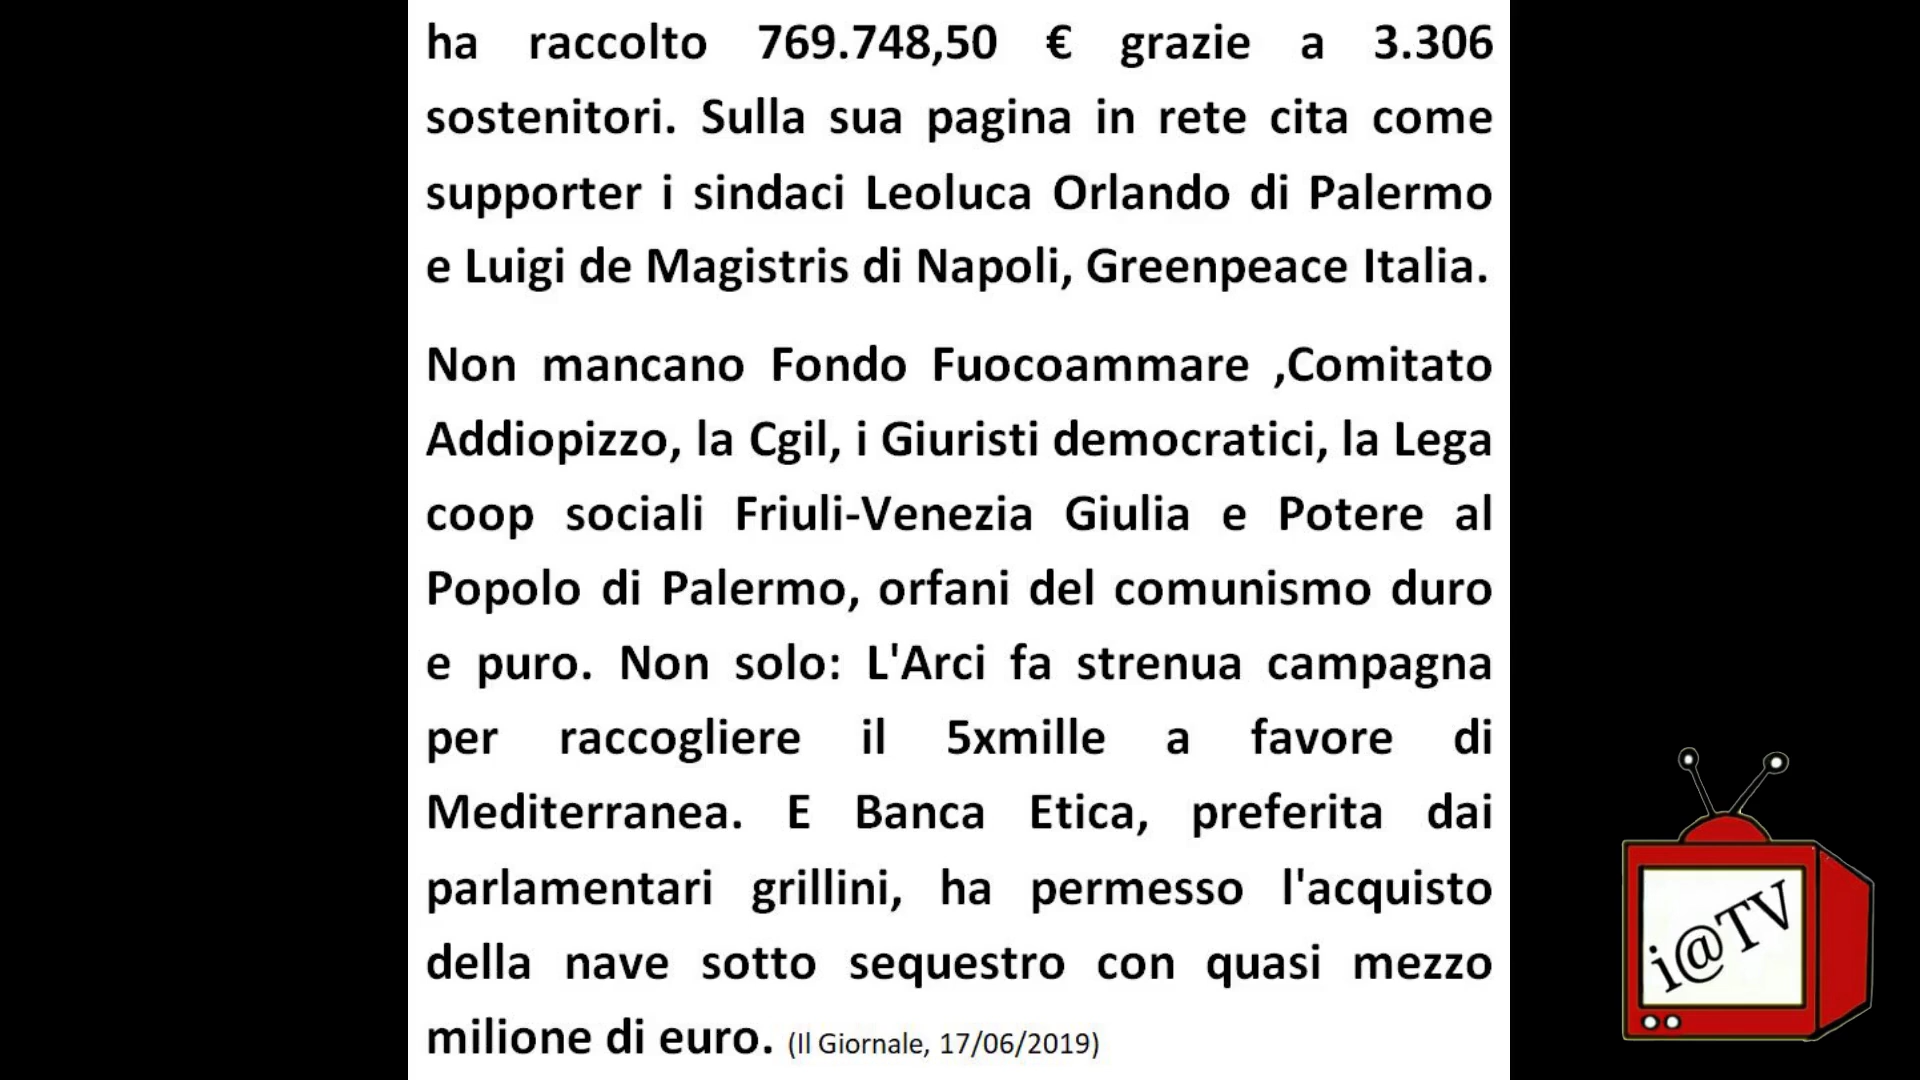 ha raccolto 769.748,50 € grazie a 3.306
sostenitori. Sulla sua pagina in rete cita come
supporter i sindaci Leoluca Orlando di Palermo
e Luigi de Magistris di Napoli, Greenpeace Italia.
Non mancano Fondo Fuocoammare ,Comitato
Addiopizzo, la Cgil, i Giuristi democratici, la Lega
coop sociali Friuli-Venezia Giulia e Potere al
Popolo di Palermo, orfani del comunismo duro
e puro. Non solo: L'Arci fa strenua campagna
per raccogliere il 5xmille a favore di
Mediterranea. E Banca Etica, preferita dai
parlamentari grillini, ha permesso l'acquisto
della nave sotto sequestro con quasi mezzo
milione di euro. (Il Giornale, 17/06/2019)
i@TV